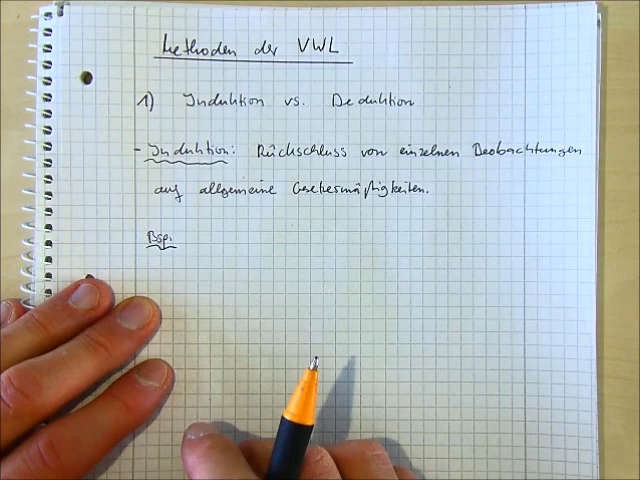 Methoden der VWL
1) Induktion vs. Deduktion
- Induktion: Rückschluss von einzelnen Beobachtungen
auf allgemeine Gesetzmäßigkeiten.
Bsp.